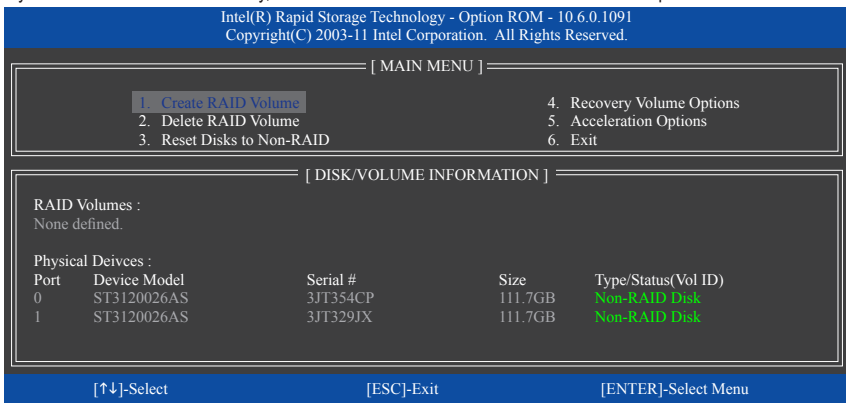 Intel(R) Rapid Storage Technology - Option ROM - 10.6.0.1091
Copyright(C) 2003-11 Intel Corporation. All Rights Reserved.
[ MAIN MENU ]
1. Create RAID Volume 4. Recovery Volume Options
2. Delete RAID Volume 5. Acceleration Options
3. Reset Disks to Non-RAID 6. Exit
[ DISK/VOLUME INFORMATION ]
RAID Volumes :
None defined.
Physical Deivces :
Port Device Model Serial # Size Type/Status(Vol ID)
0 ST3120026AS 3JT354CP 111.7GB Non-RAID Disk
1 ST3120026AS 3JT329JX 111.7GB Non-RAID Disk
[↑↓]-Select [ESC]-Exit [ENTER]-Select Menu